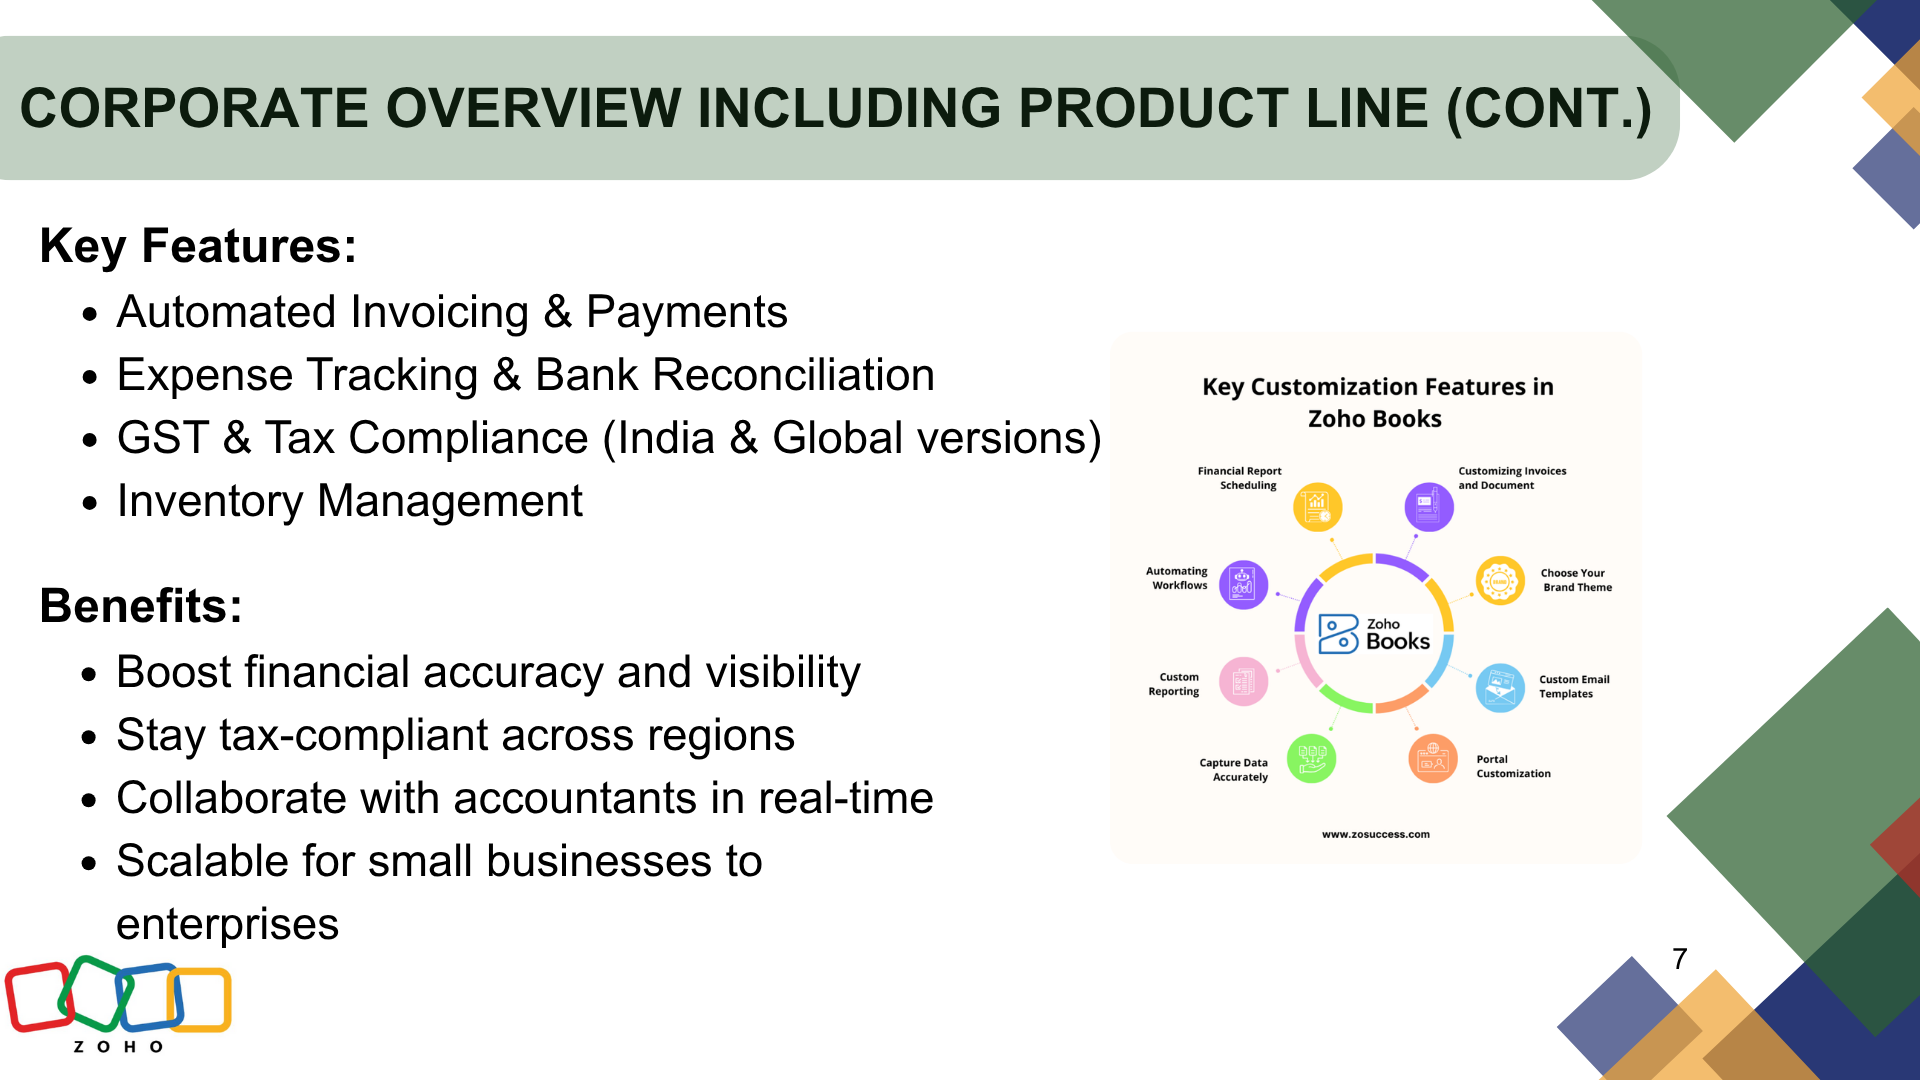 CORPORATE OVERVIEW INCLUDING PRODUCT LINE (CONT.)
Key Features:
• Automated Invoicing & Payments
• Expense Tracking & Bank Reconciliation
• GST & Tax Compliance (India & Global versions)
• Inventory Management
Benefits:
• Boost financial accuracy and visibility
• Stay tax-compliant across regions
• Collaborate with accountants in real-time
• Scalable for small businesses to
enterprises
Key Customization Features in
Zoho Books
Financial Report
Scheduling
Customizing Invoices
and Document
Automating
Workflows
Choose Your
Brand Theme
Zoho
Books
Custom
Reporting
Custom Email
Templates
Capture Data
Accurately
Portal
Customization
www.zosuccess.com
ZOHO
7